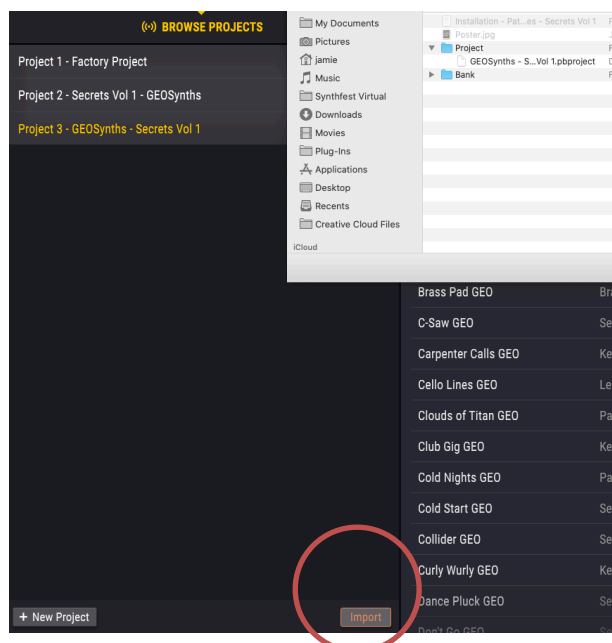 BROWSE PROJECTS
Project 1 - Factory Project
Project 2 - Secrets Vol 1 - GEOSynths
Project 3 - GEOSynths - Secrets Vol 1
My Documents
Pictures
jamie
Music
Synthfest Virtual
Downloads
Movies
Plug-Ins
Applications
Desktop
Recents
Creative Cloud Files
iCloud
Installation - Pat...es - Secrets Vol 1
Poster.jpg
Project
GEOSynths - S...Vol 1.pbproject
Bank
Brass Pad GEO
C-Saw GEO
Carpenter Calls GEO
Cello Lines GEO
Clouds of Titan GEO
Club Gig GEO
Cold Nights GEO
Cold Start GEO
Collider GEO
Curly Wurly GEO
Dance Pluck GEO
Don't Go GEO
+ New Project
Import